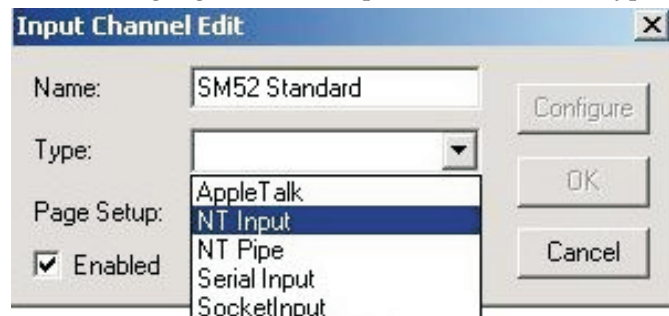 Input Channel Edit
Name:
SM52 Standard
Configure
Type:
OK
AppleTalk
Page Setup:
NT Input
NT Pipe
Enabled
Cancel
Serial Input
SocketInput